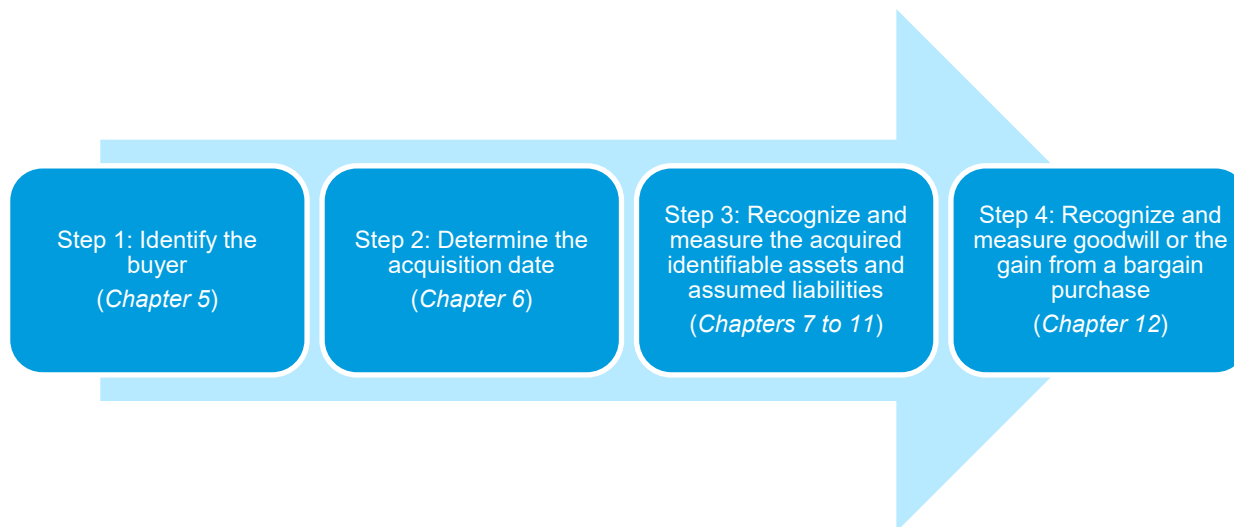 Step 1: Identify the
buyer
(Chapter 5)
Step 2: Determine the
acquisition date
(Chapter 6)
Step 3: Recognize and
measure the acquired
identifiable assets and
assumed liabilities
(Chapters 7 to 11)
Step 4: Recognize and
measure goodwill or the
gain from a bargain
purchase
(Chapter 12)